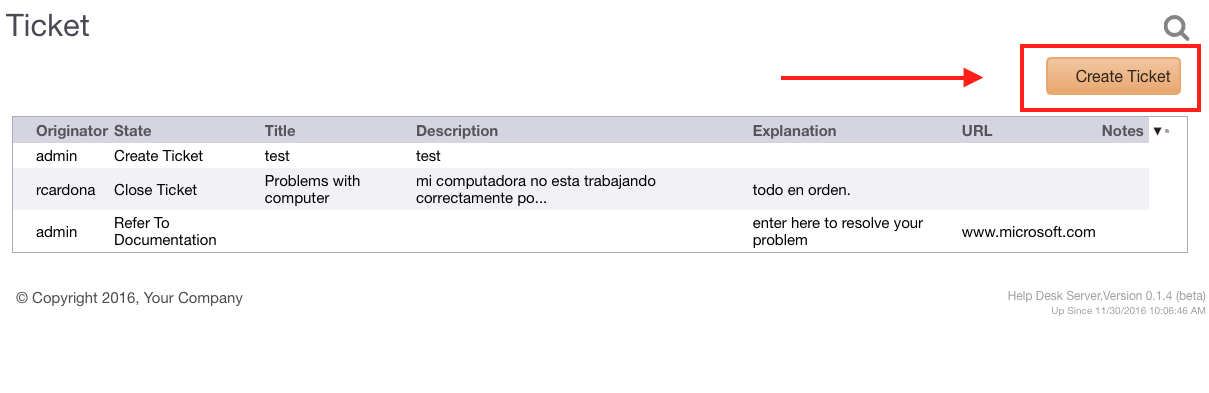 Ticket
Create Ticket
Originator State Title Description Explanation URL Notes
admin Create Ticket test test
rcardona Close Ticket Problems with computer mi computadora no esta trabajando correctamente po... todo en orden.
admin Refer To Documentation enter here to resolve your problem www.microsoft.com
© Copyright 2016, Your Company
Help Desk Server,Version 0.1.4 (beta)
Up Since 11/30/2016 10:06:46 AM